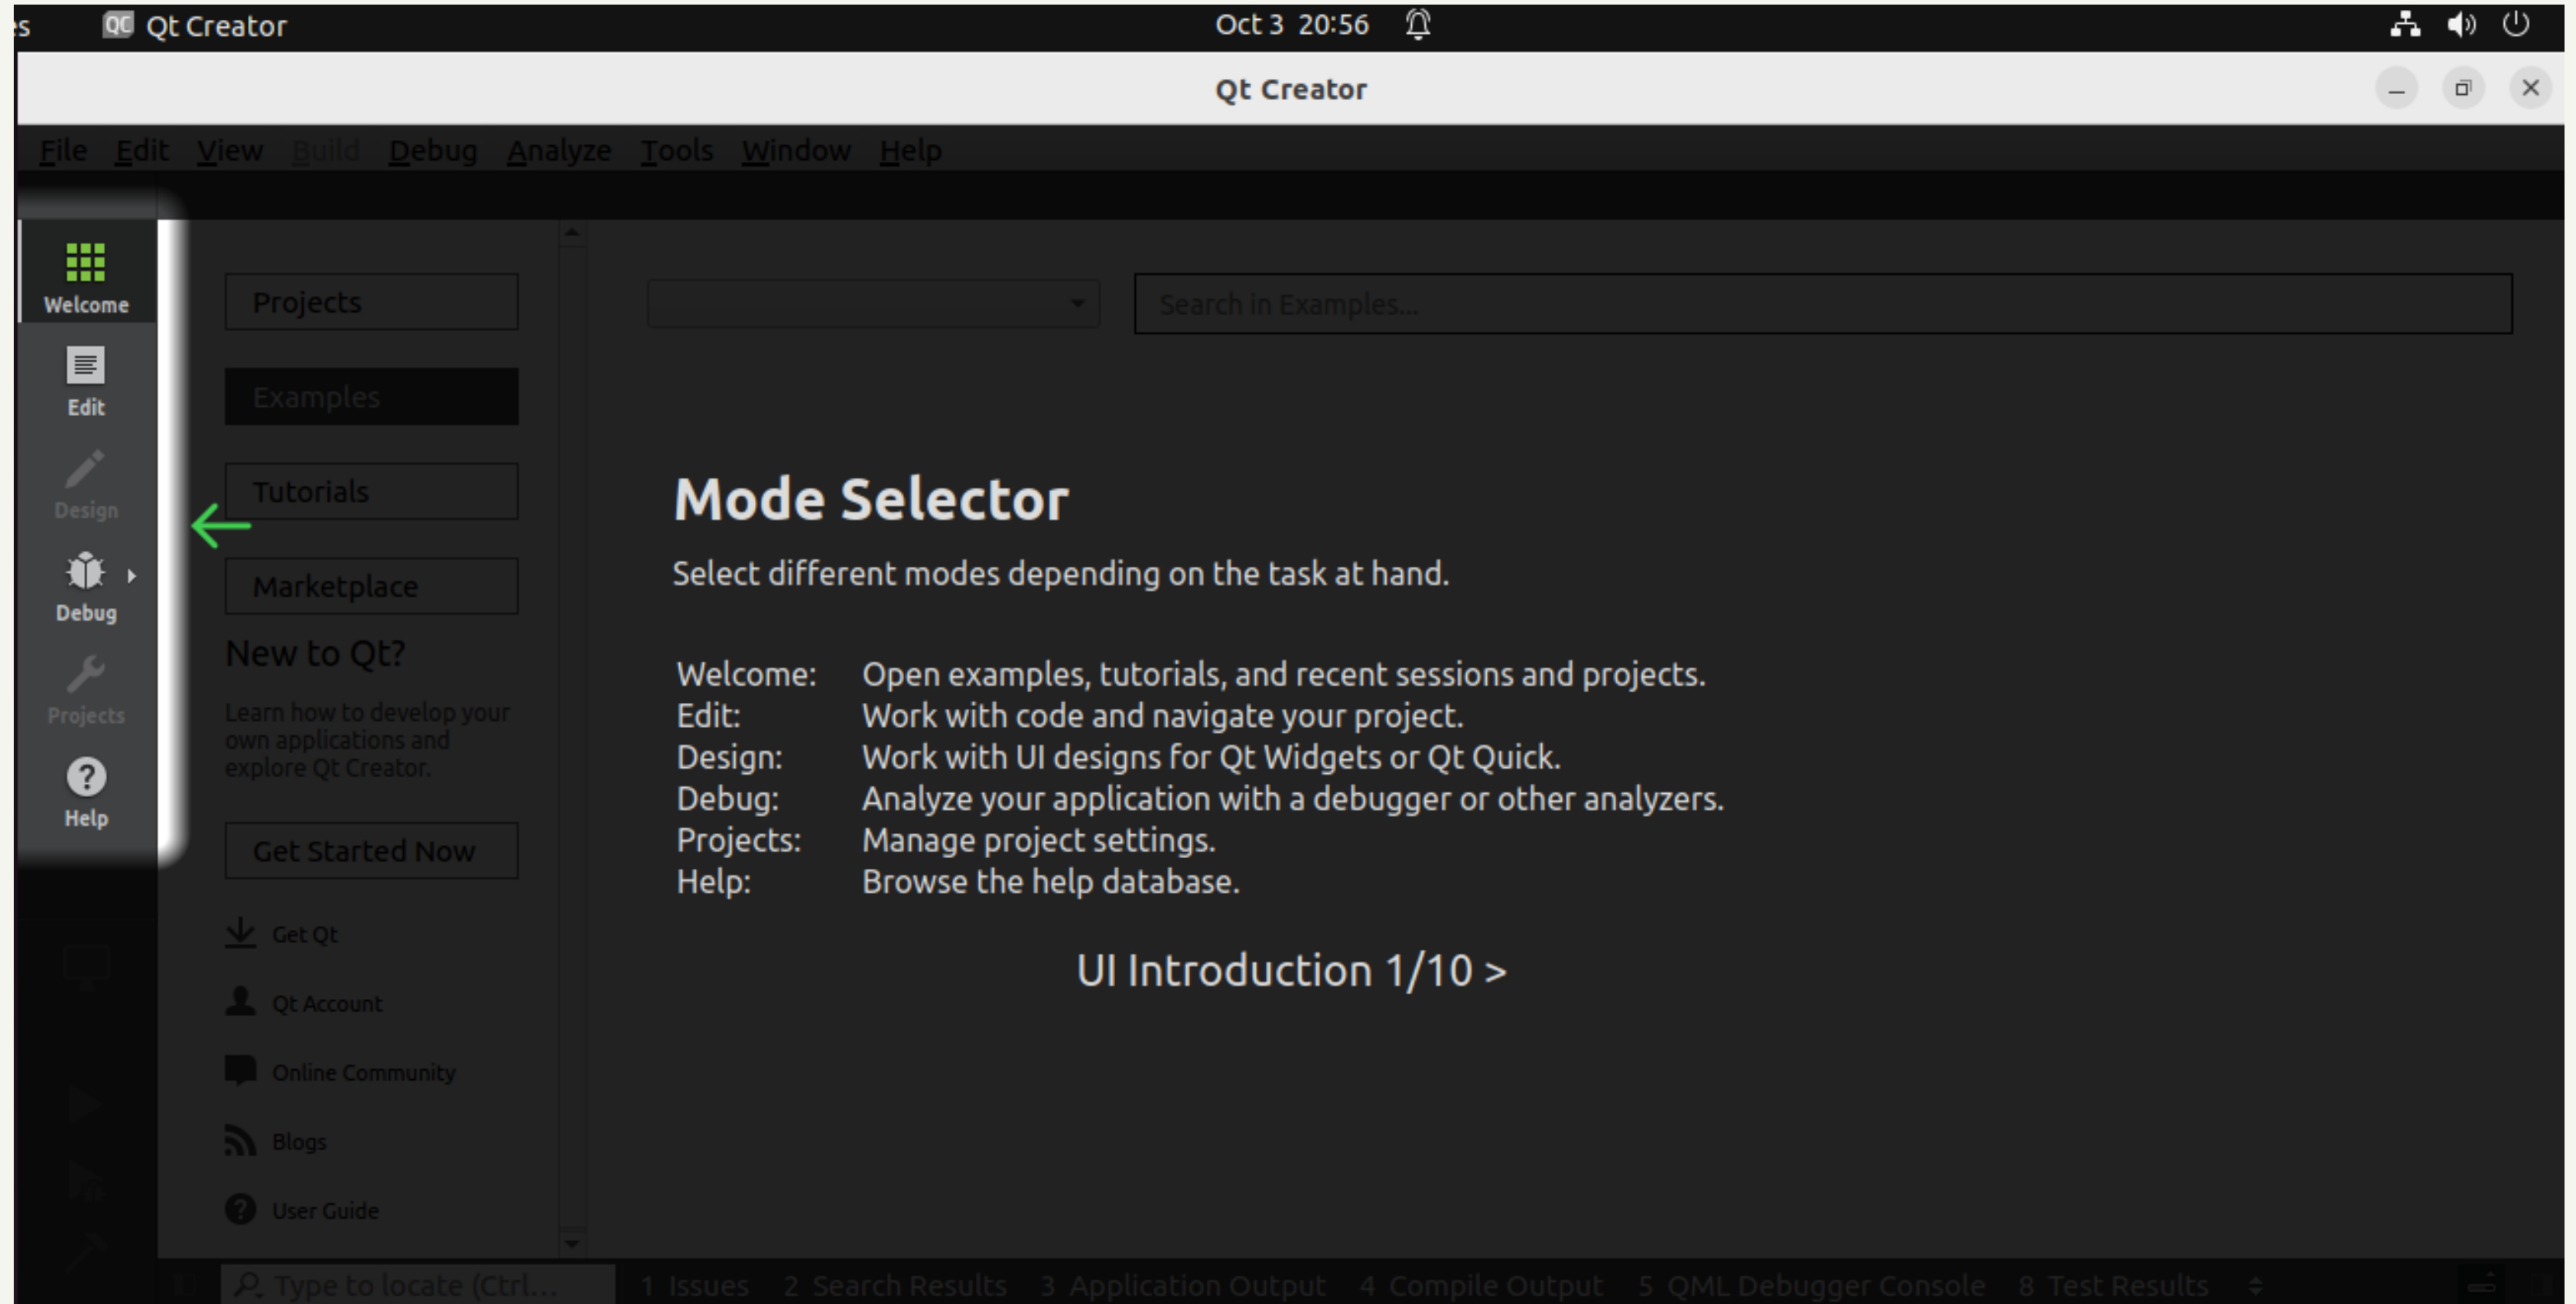 es QC Qt Creator Oct 3 20:56
Qt Creator
File Edit View Build Debug Analyze Tools Window Help
Welcome
Edit
Design
Debug
Projects
Help
Projects
Examples
Tutorials
Marketplace
New to Qt?
Learn how to develop your
own applications and
explore Qt Creator.
Get Started Now
Get Qt
Qt Account
Online Community
Blogs
User Guide
Search in Examples...
Mode Selector
Select different modes depending on the task at hand.
Welcome: Open examples, tutorials, and recent sessions and projects.
Edit: Work with code and navigate your project.
Design: Work with UI designs for Qt Widgets or Qt Quick.
Debug: Analyze your application with a debugger or other analyzers.
Projects: Manage project settings.
Help: Browse the help database.
UI Introduction 1/10 >
Type to locate (Ctrl... 1 Issues 2 Search Results 3 Application Output 4 Compile Output 5 QML Debugger Console 8 Test Results